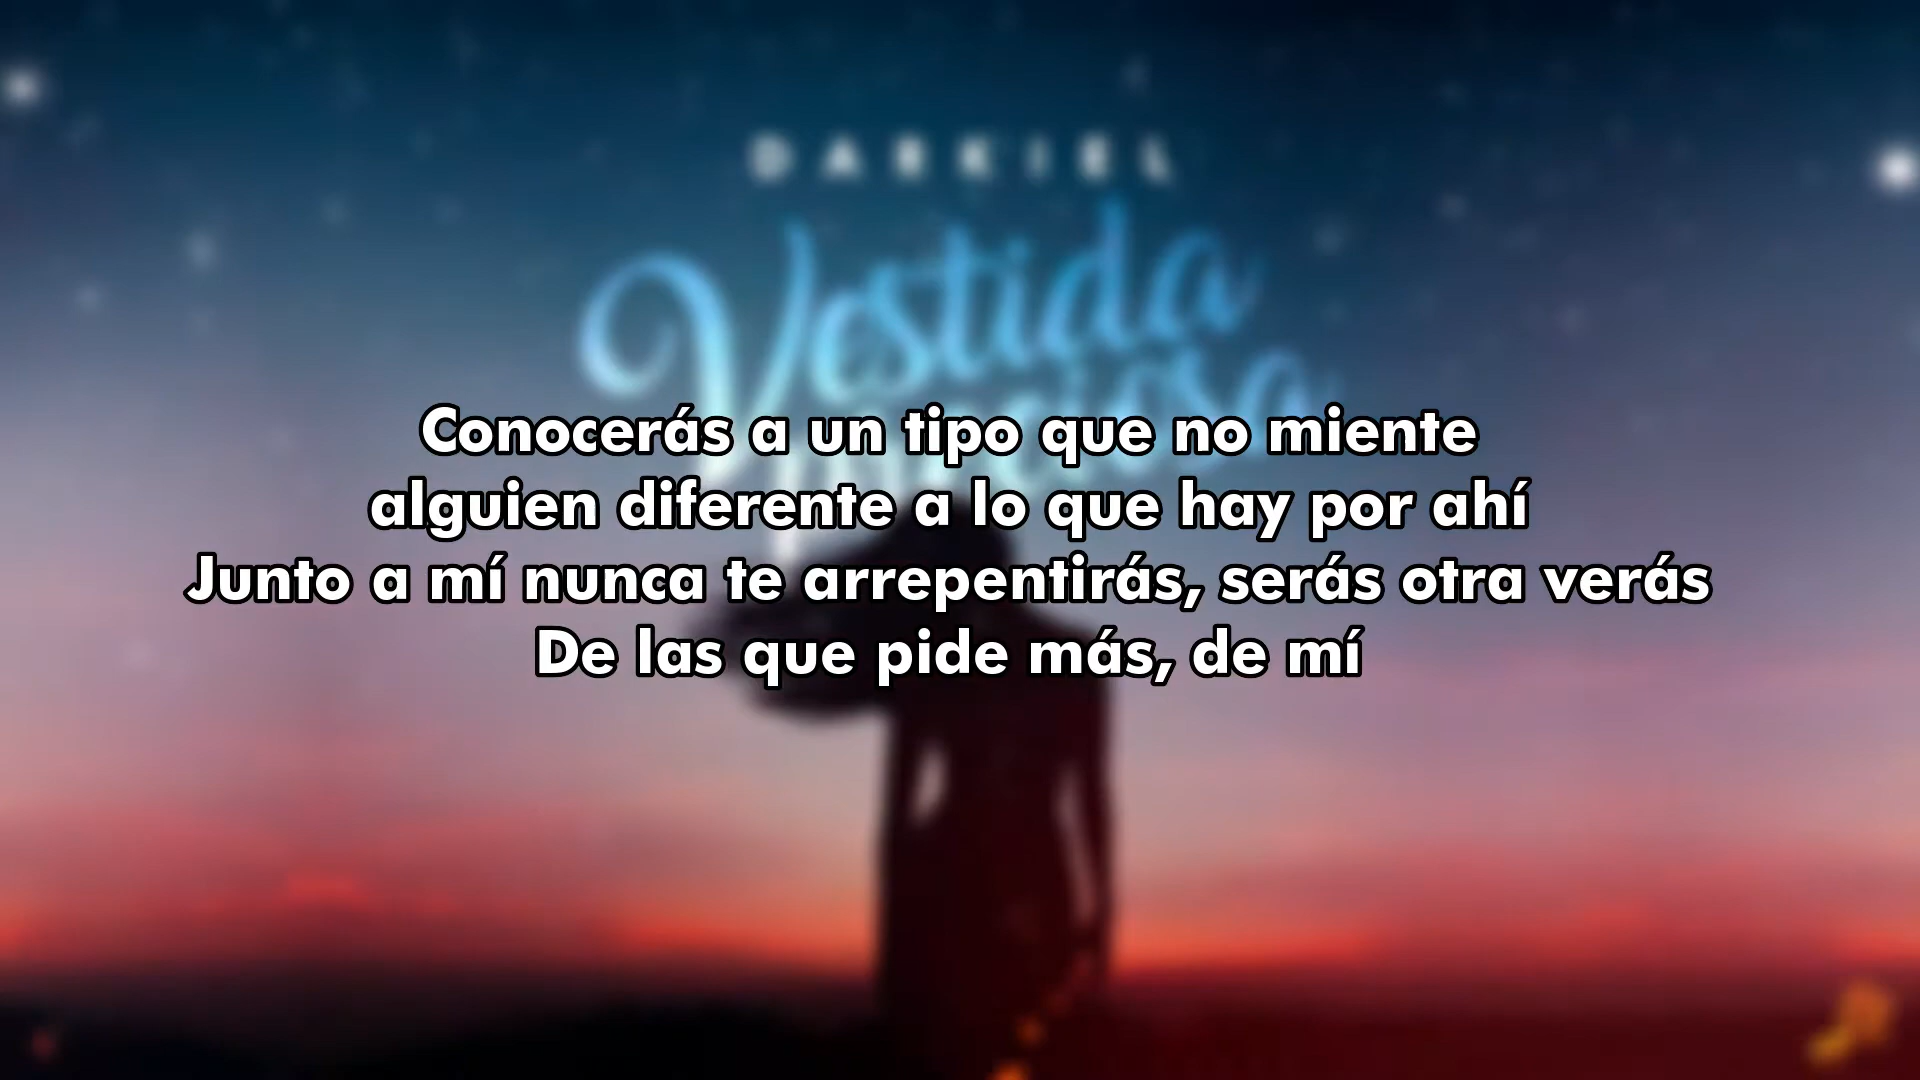 DARKIEL
Vestida
Conocerás a un tipo que no miente
alguien diferente a lo que hay por ahí
Junto a mí nunca te arrepentirás, serás otra verás
De las que pide más, de mí